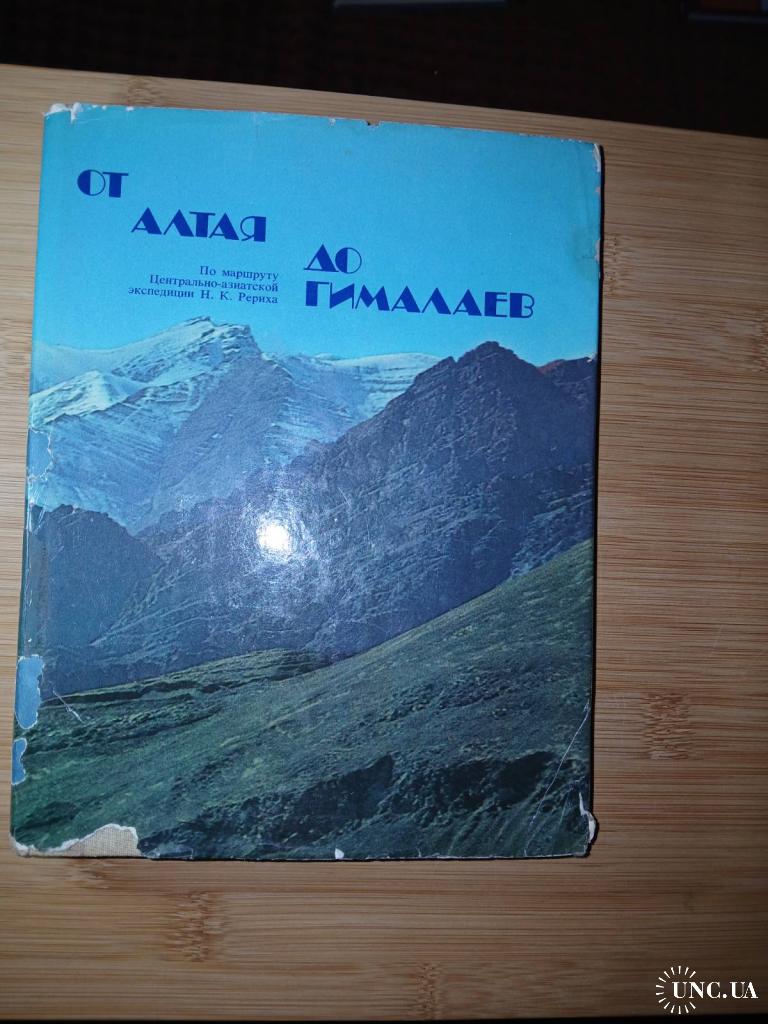 ОТ
АЛТАЯ
ДО
ГИМАЛАЕВ
По маршруту
Центрально-азиатской
экспедиции Н. К. Рериха
UNC.UA